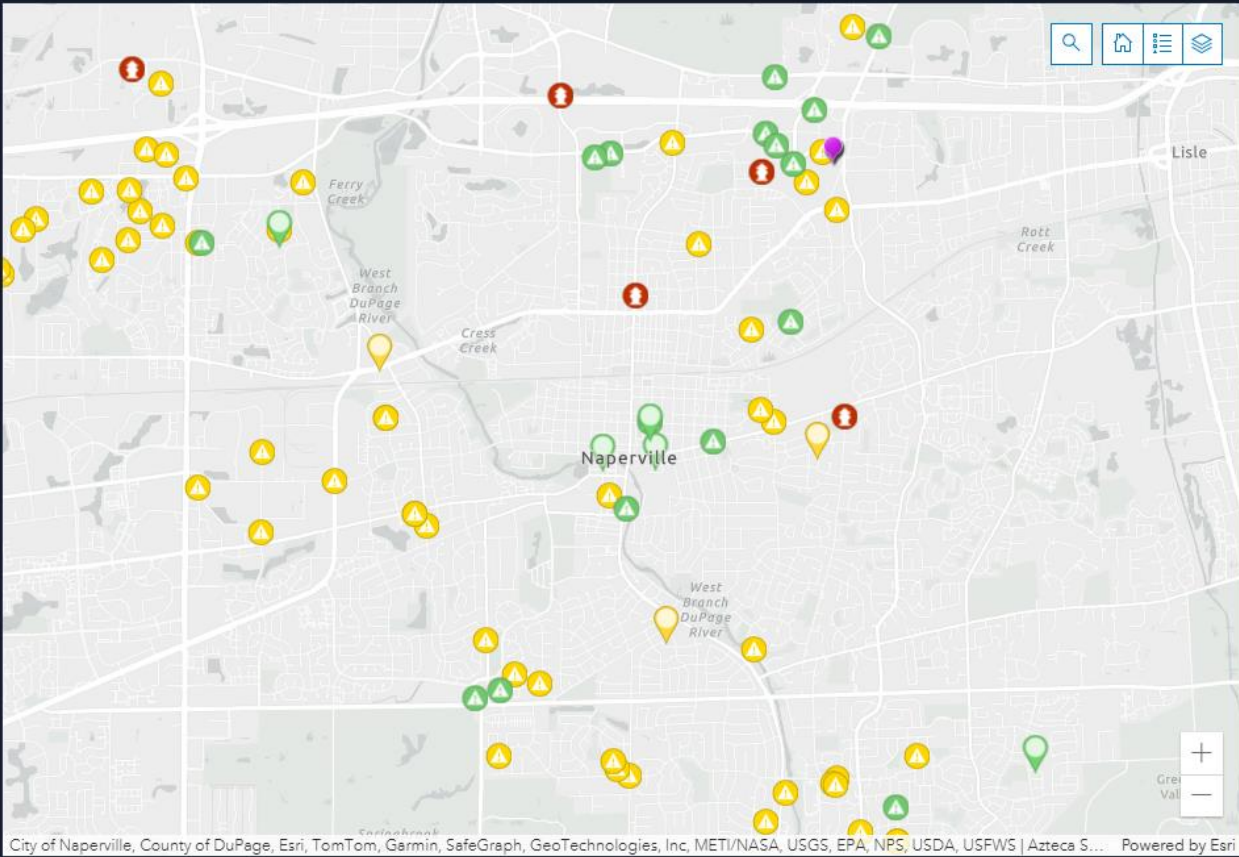 Lisle
Ferry
Creek
Rott
Creek
West
Branch
DuPage
River
Cress
Creek
Naperville
West
Branch
DuPage
River
Springbrook
City of Naperville, County of DuPage, Esri, TomTom, Garmin, SafeGraph, GeoTechnologies, Inc, METI/NASA, USGS, EPA, NPS, USDA, USFWS | Azteca S... Powered by Esri